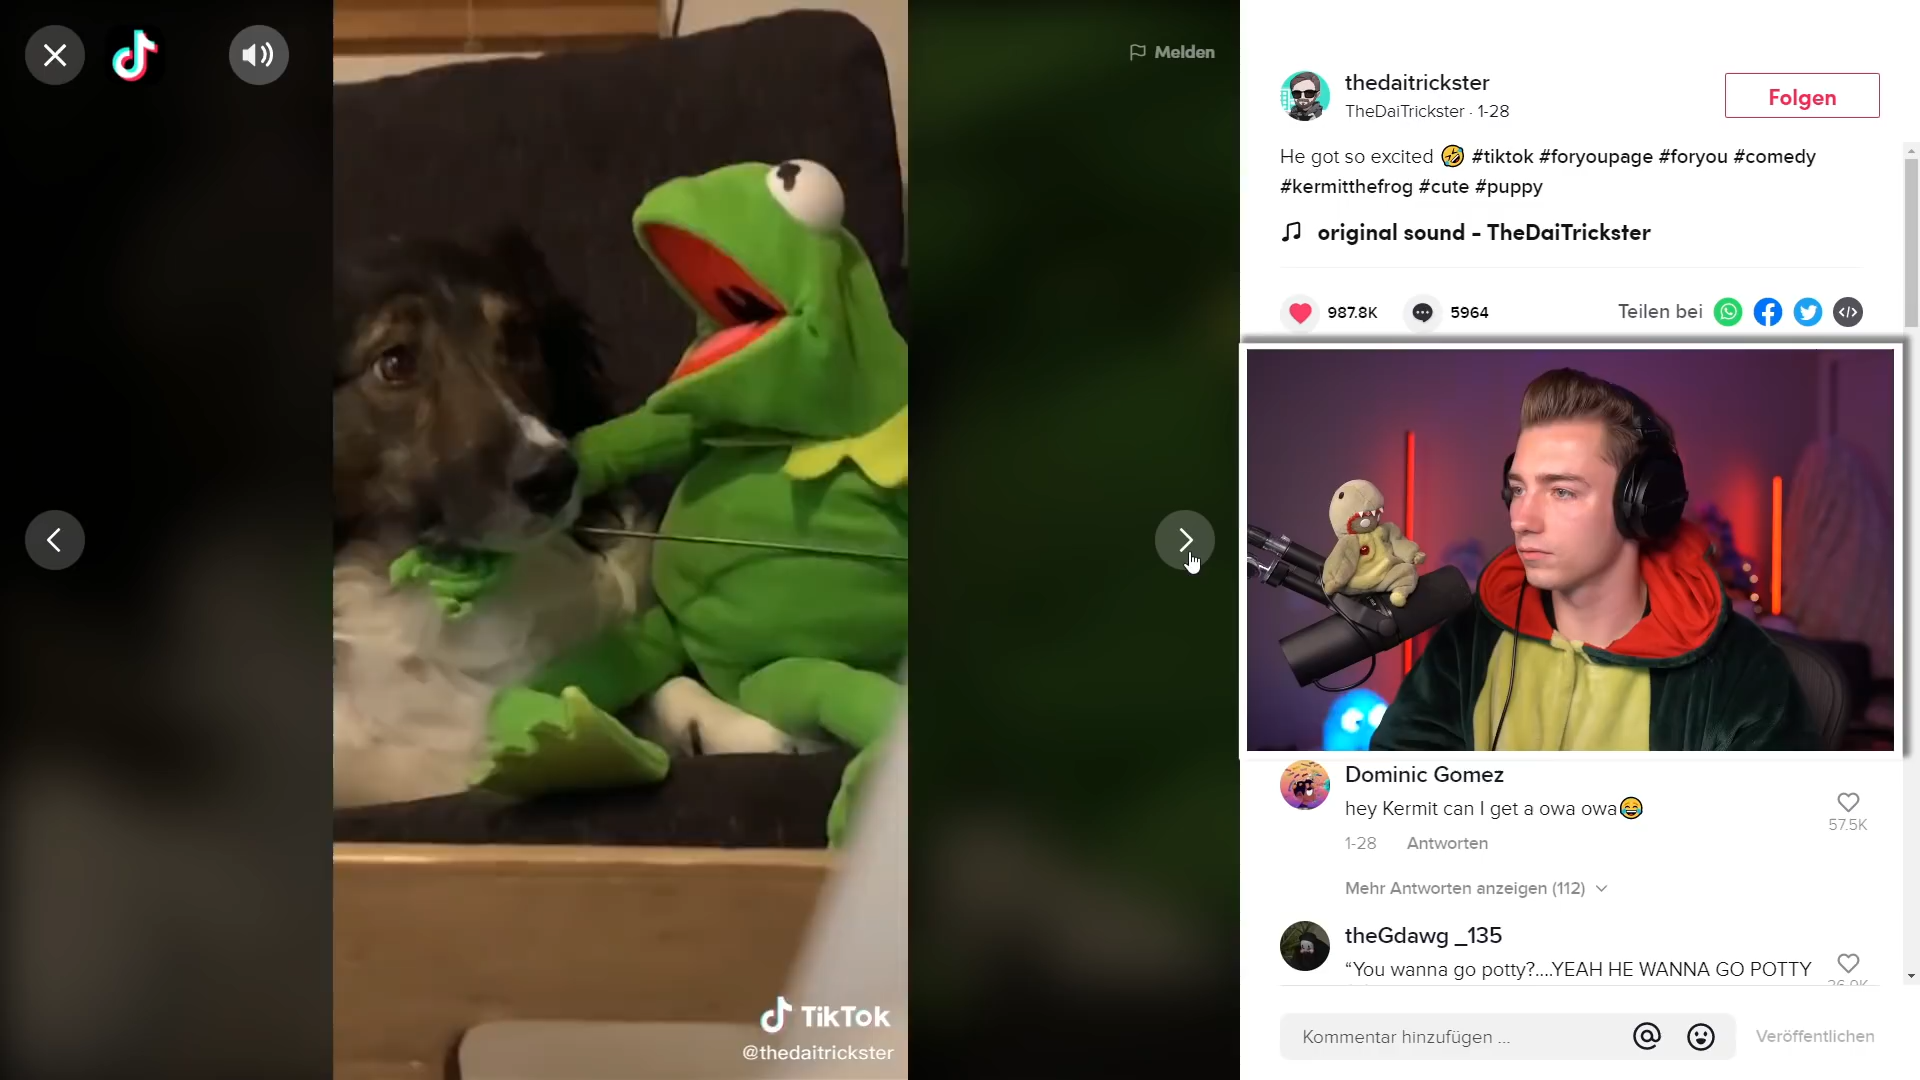 Melden
TikTok
@thedaitrickster
thedaitrickster
TheDaiTrickster · 1-28
Folgen
He got so excited 🤣 #tiktok #foryoupage #foryou #comedy
#kermitthefrog #cute #puppy
original sound - TheDaiTrickster
987.8K
5964
Teilen bei
Dominic Gomez
hey Kermit can I get a owa owa😂
57.5K
1-28 Antworten
Mehr Antworten anzeigen (112)
theGdawg _135
“You wanna go potty?....YEAH HE WANNA GO POTTY
Kommentar hinzufügen ...
Veröffentlichen